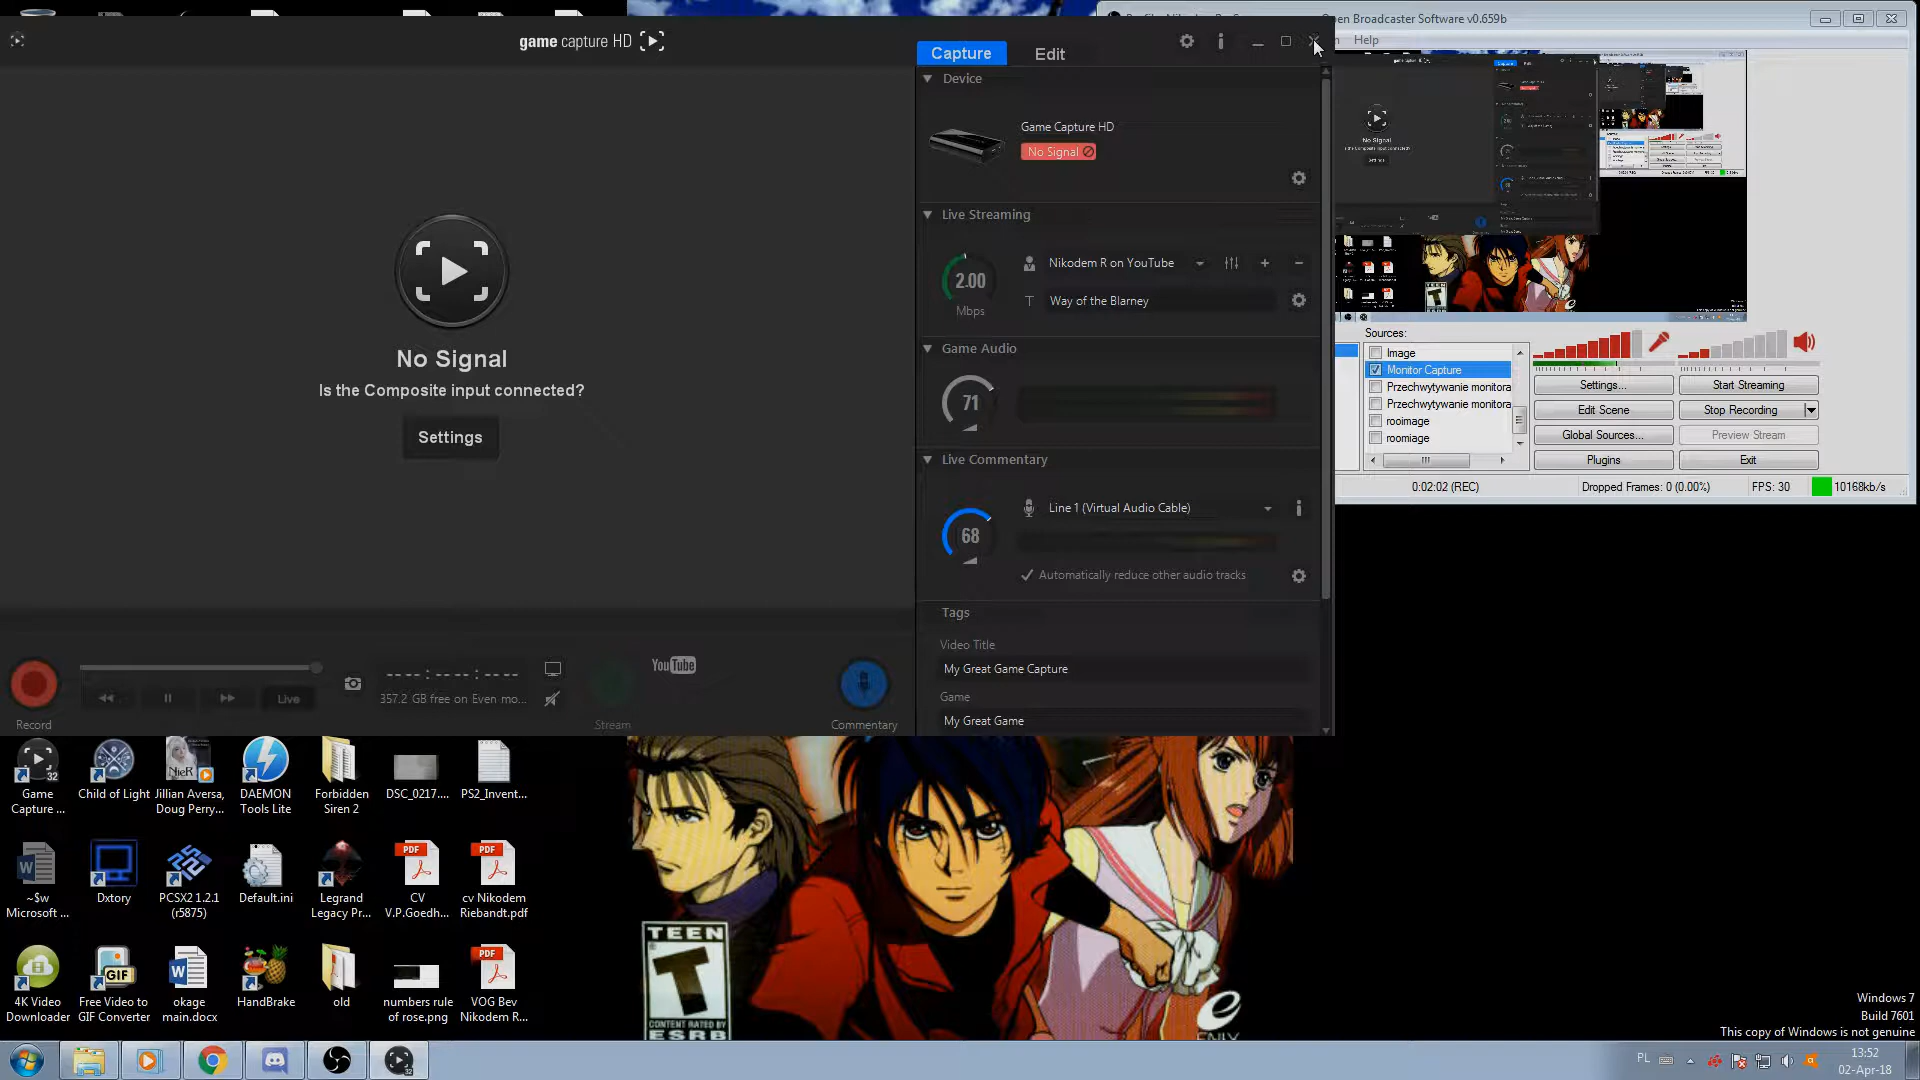 game capture HD
Capture
Edit
Device
Game Capture HD
No Signal
Live Streaming
2.00
Mbps
Nikodem R on YouTube
T
Way of the Blarney
Game Audio
71
Live Commentary
Line 1 (Virtual Audio Cable)
68
Automatically reduce other audio tracks
Tags
Video Title
My Great Game Capture
Game
My Great Game
No Signal
Is the Composite input connected?
Settings
Record
Live
--:--:--
357.2 GB free on Even mo...
Stream
YouTube
Commentary
Open Broadcaster Software v0.659b
Help
Sources:
Image
Monitor Capture
Przechwytywanie monitora
Przechwytywanie monitora
rooimage
roomiage
Settings...
Start Streaming
Edit Scene
Stop Recording
Global Sources...
Preview Stream
Plugins
Exit
0:02:02 (REC)
Dropped Frames: 0 (0.00%)
FPS: 30
10168kb/s
Game Capture ...
Child of Light
Jillian Aversa, Doug Perry...
DAEMON Tools Lite
Forbidden Siren 2
DSC_0217....
PS2_Invent...
~$w Microsoft ...
Dxtory
PCSX2 1.2.1 (r5875)
Default.ini
Legrand Legacy Pr...
CV V.P.Goedh...
cv Nikodem Riebandt.pdf
4K Video Downloader
Free Video to GIF Converter
okage main.docx
HandBrake
old
numbers rule of rose.png
VOG Bev Nikodem R...
TEEN
T
CONTENT RATED BY
ESRB
Windows 7
Build 7601
This copy of Windows is not genuine
PL
13:52
02-Apr-18